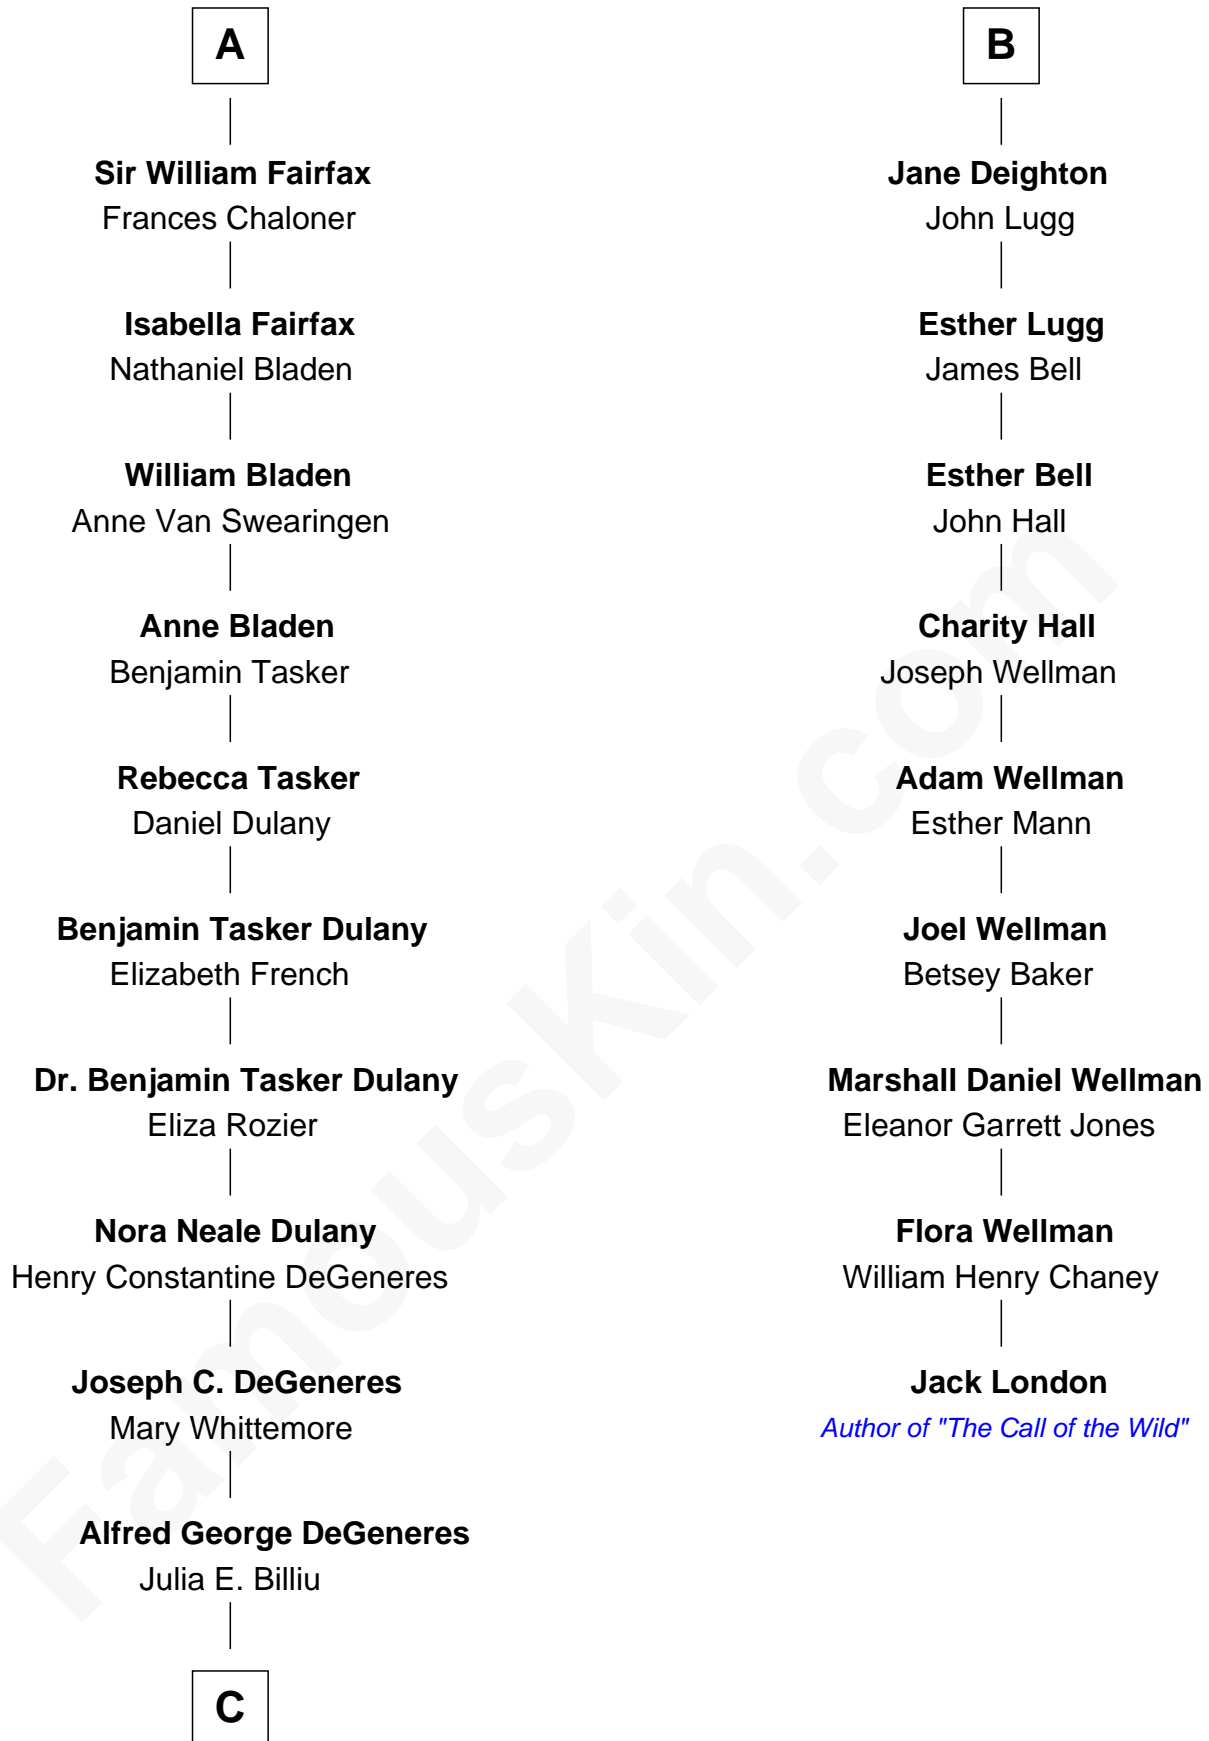 A
Sir William Fairfax
Frances Chaloner
Isabella Fairfax
Nathaniel Bladen
William Bladen
Anne Van Swearingen
Anne Bladen
Benjamin Tasker
Rebecca Tasker
Daniel Dulany
Benjamin Tasker Dulany
Elizabeth French
Dr. Benjamin Tasker Dulany
Eliza Rozier
Nora Neale Dulany
Henry Constantine DeGeneres
Joseph C. DeGeneres
Mary Whittemore
Alfred George DeGeneres
Julia E. Billiu
C
B
Jane Deighton
John Lugg
Esther Lugg
James Bell
Esther Bell
John Hall
Charity Hall
Joseph Wellman
Adam Wellman
Esther Mann
Joel Wellman
Betsey Baker
Marshall Daniel Wellman
Eleanor Garrett Jones
Flora Wellman
William Henry Chaney
Jack London
Author of "The Call of the Wild"
FamousKin.com